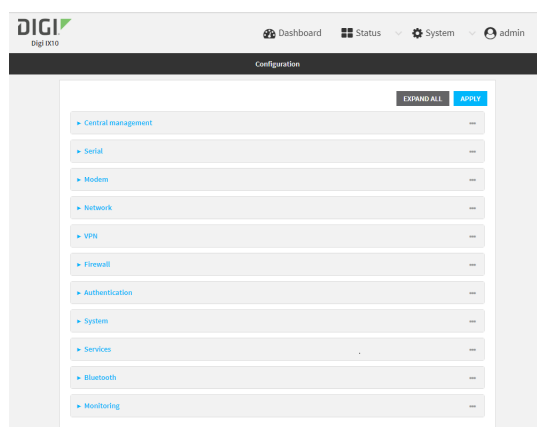 DIGI
Digi IX10
Dashboard
Status
System
admin
Configuration
EXPAND ALL
APPLY
► Central management
► Serial
► Modem
► Network
► VPN
► Firewall
► Authentication
► System
► Services
► Bluetooth
► Monitoring